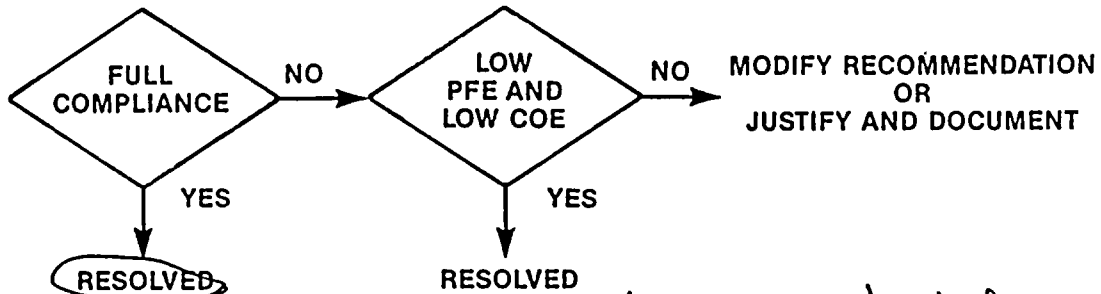 FULL
COMPLIANCE
NO
LOW
PFE AND
LOW COE
NO
MODIFY RECOMMENDATION
OR
JUSTIFY AND DOCUMENT
YES
YES
RESOLVED
RESOLVED